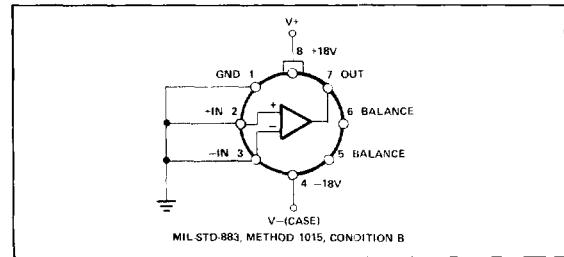 V+
8 +18V
GND 1
7 OUT
+IN 2
+
6 BALANCE
−
−IN 3
5 BALANCE
4 −18V
V−(CASE)
MIL-STD-883, METHOD 1015, CONDITION B